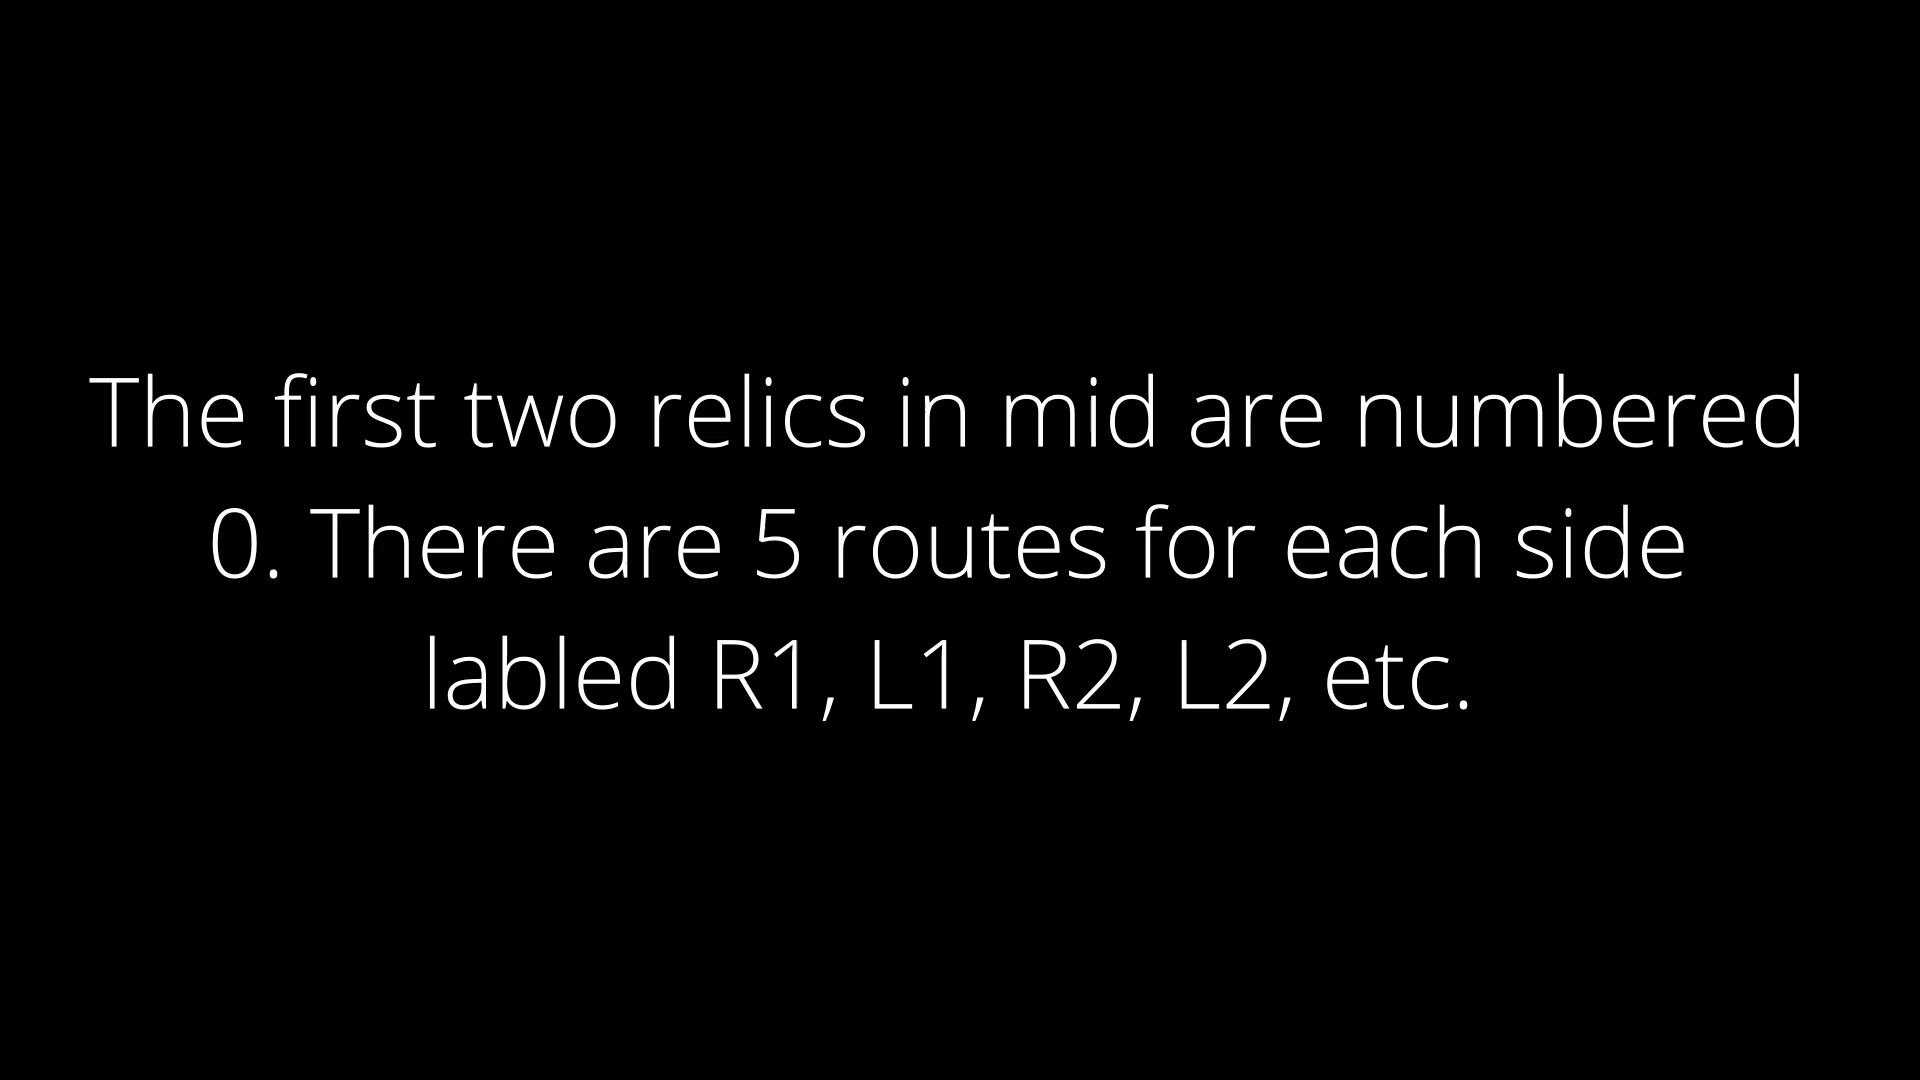 The first two relics in mid are numbered
0. There are 5 routes for each side
labled R1, L1, R2, L2, etc.